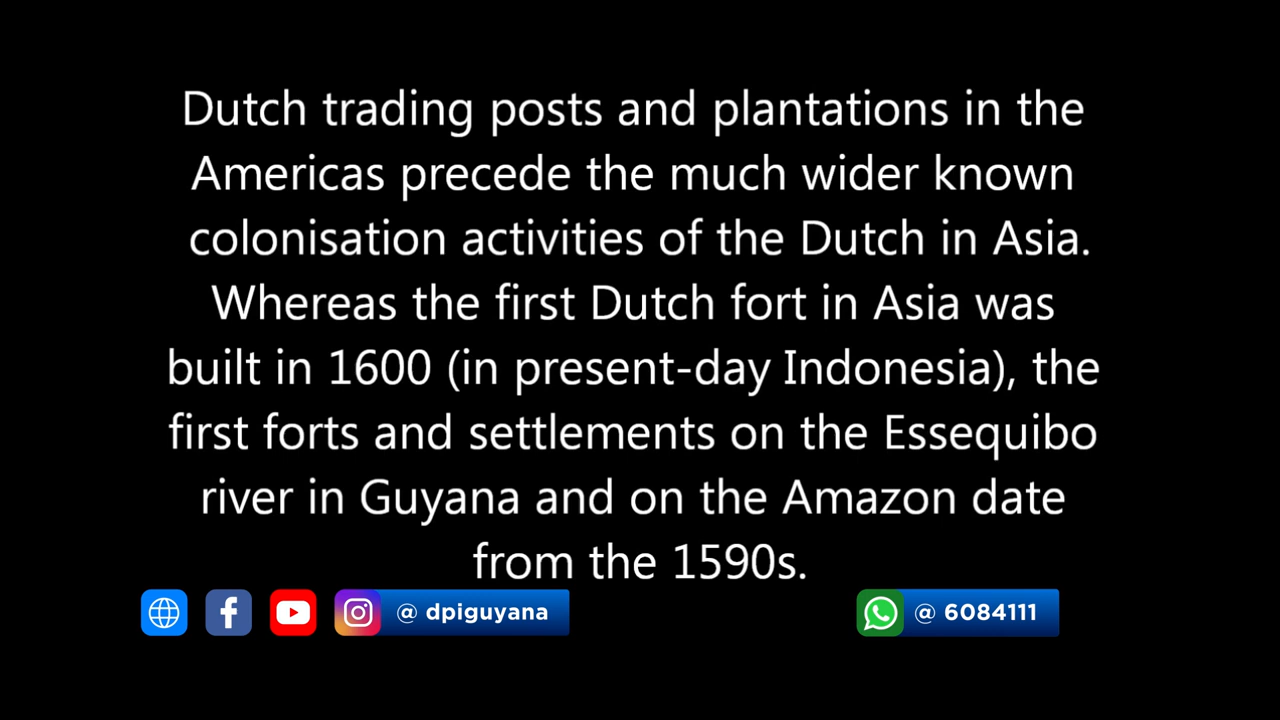 Dutch trading posts and plantations in the
Americas precede the much wider known
colonisation activities of the Dutch in Asia.
Whereas the first Dutch fort in Asia was
built in 1600 (in present-day Indonesia), the
first forts and settlements on the Essequibo
river in Guyana and on the Amazon date
from the 1590s.
@ dpiguyana
@ 6084111